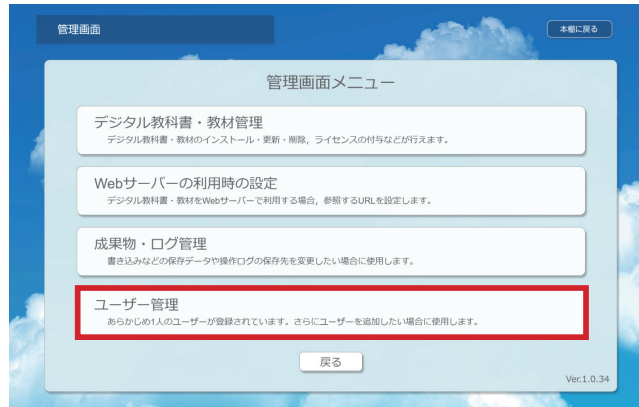 管理画面
本棚に戻る
管理画面メニュー
デジタル教科書・教材管理
デジタル教科書・教材のインストール・更新・削除，ライセンスの付与などが行えます。
Webサーバーの利用時の設定
デジタル教科書・教材をWebサーバーで利用する場合，参照するURLを設定します。
成果物・ログ管理
書き込みなどの保存データや操作ログの保存先を変更したい場合に使用します。
ユーザー管理
あらかじめ1人のユーザーが登録されています。さらにユーザーを追加したい場合に使用します。
戻る
Ver.1.0.34